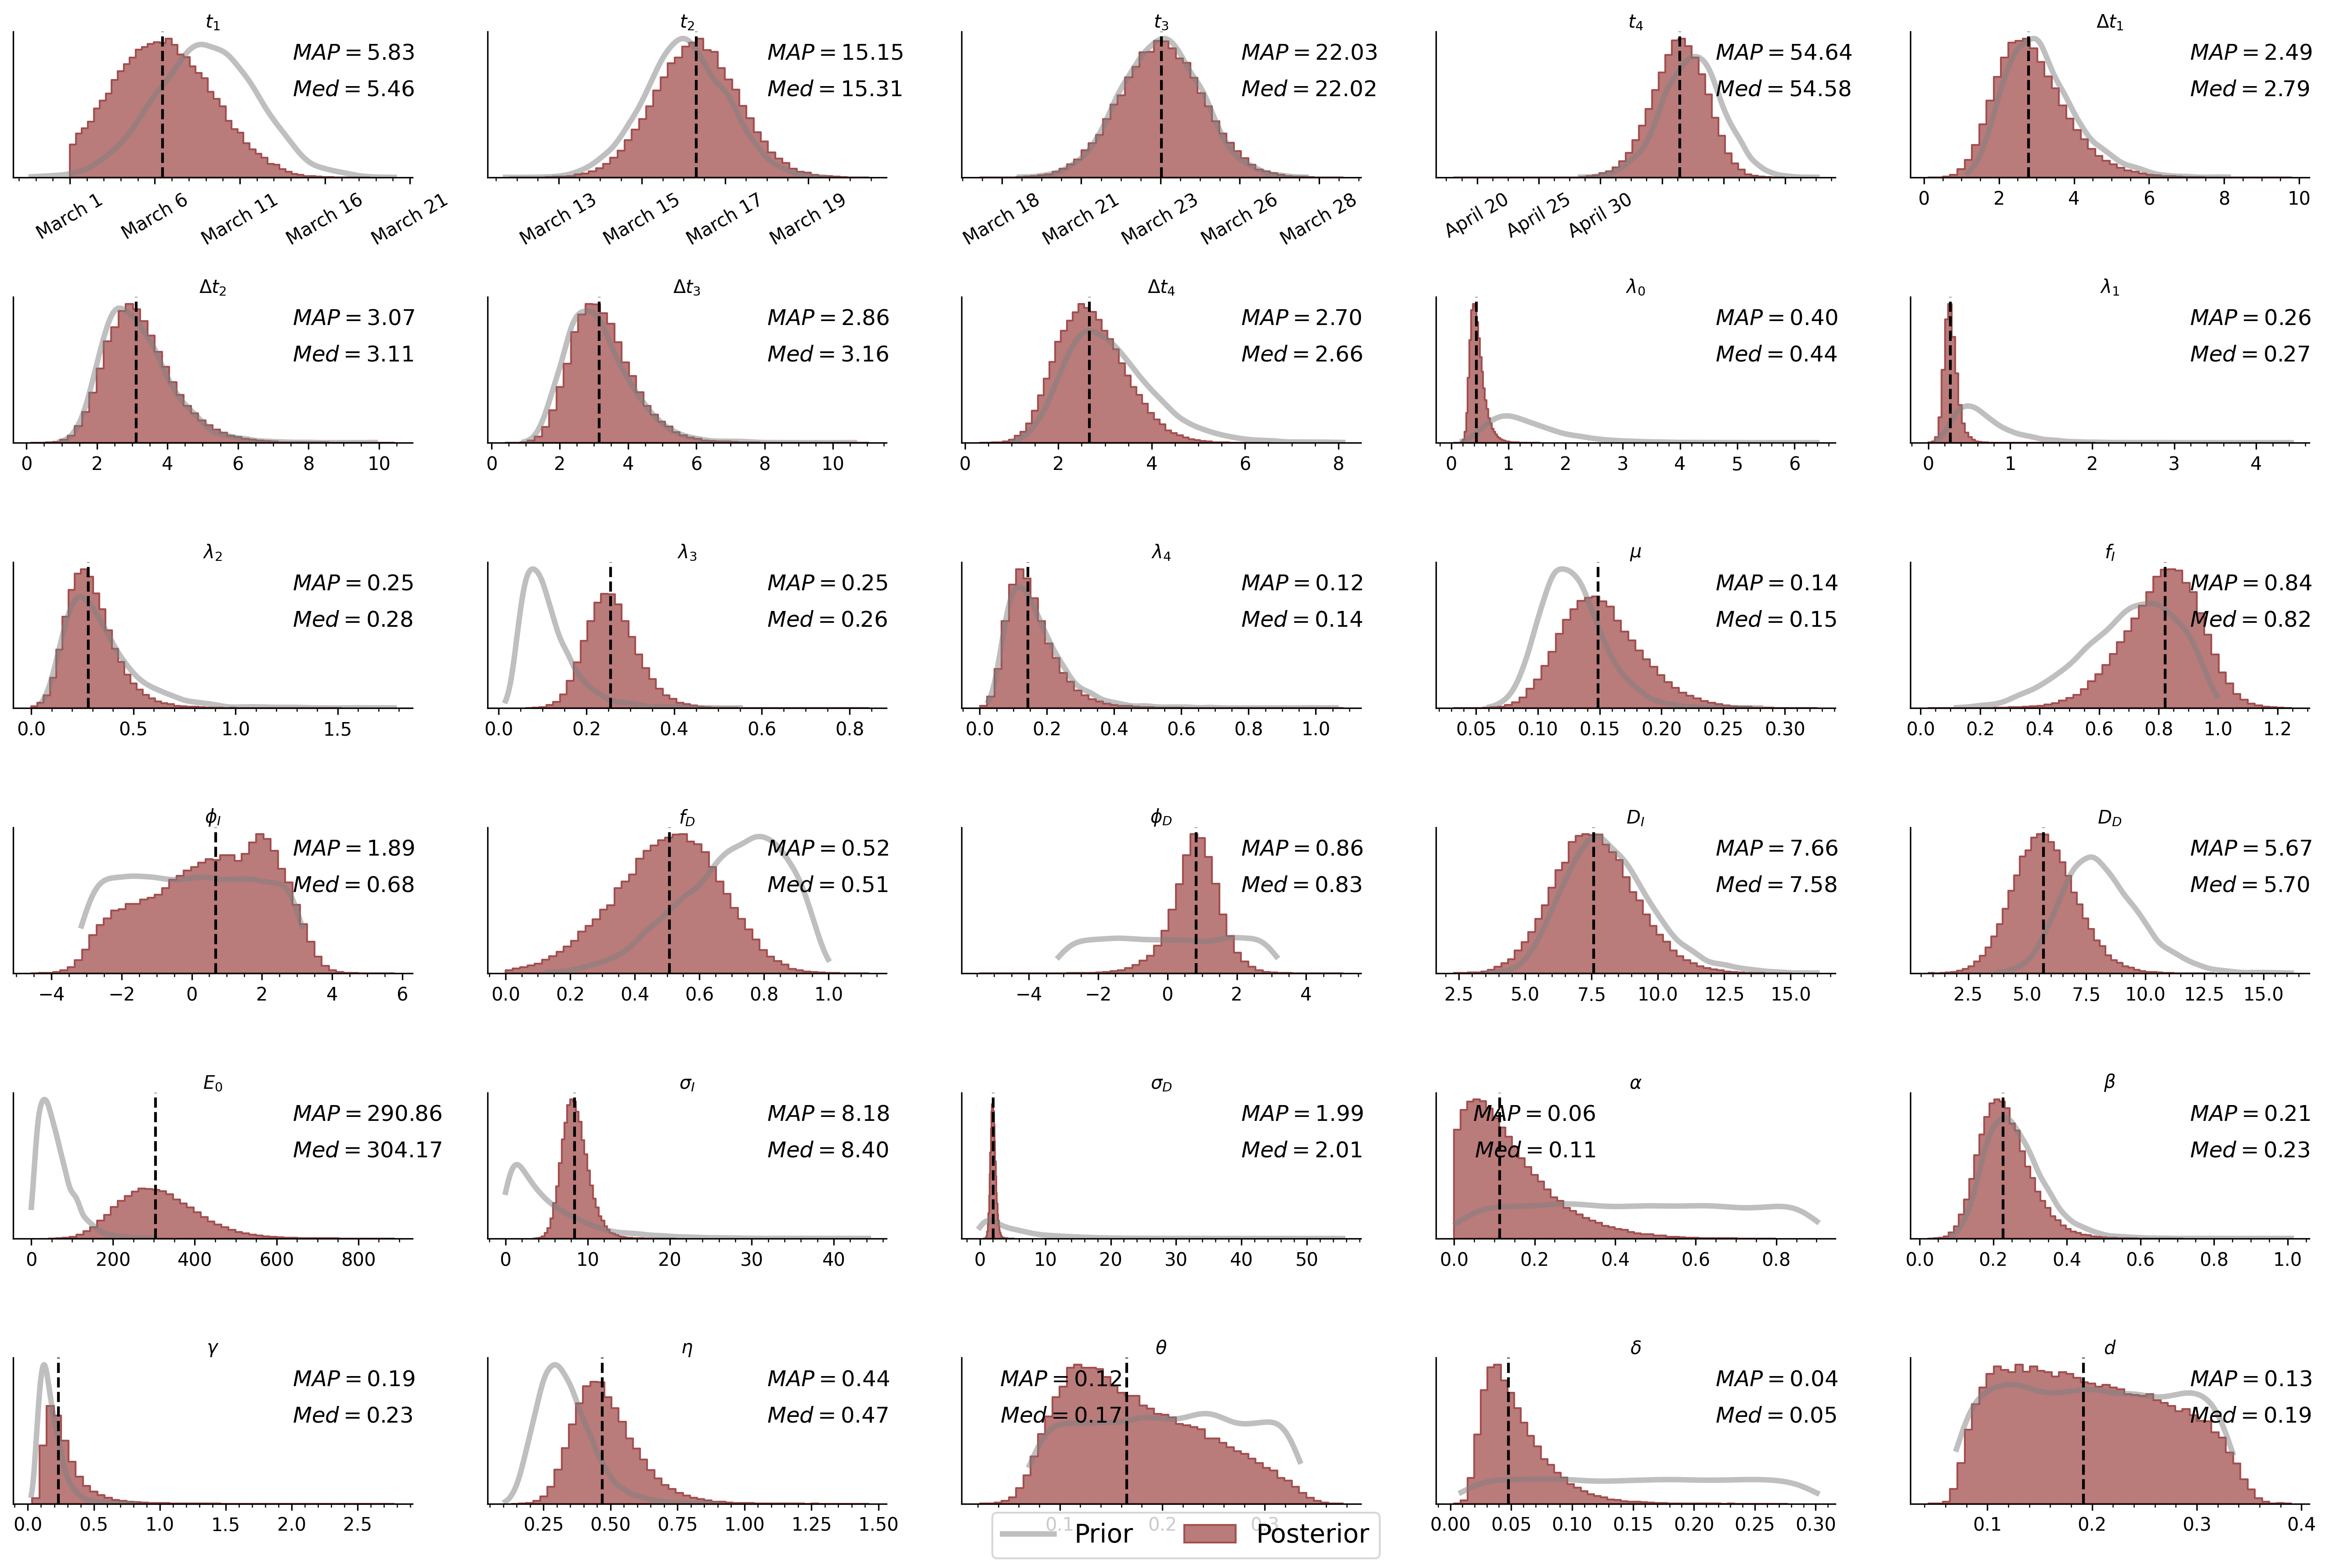 t₁
MAP = 5.83
Med = 5.46
March 1 March 6 March 11 March 16 March 21
t₂
MAP = 15.15
Med = 15.31
March 13 March 15 March 17 March 19
t₃
MAP = 22.03
Med = 22.02
March 18 March 21 March 23 March 26 March 28
t₄
MAP = 54.64
Med = 54.58
April 20 April 25 April 30
Δt₁
MAP = 2.49
Med = 2.79
0 2 4 6 8 10
Δt₂
MAP = 3.07
Med = 3.11
0 2 4 6 8 10
Δt₃
MAP = 2.86
Med = 3.16
0 2 4 6 8 10
Δt₄
MAP = 2.70
Med = 2.66
0 2 4 6 8
λ₀
MAP = 0.40
Med = 0.44
0 1 2 3 4 5 6
λ₁
MAP = 0.26
Med = 0.27
0 1 2 3 4
λ₂
MAP = 0.25
Med = 0.28
0.0 0.5 1.0 1.5
λ₃
MAP = 0.25
Med = 0.26
0.0 0.2 0.4 0.6 0.8
λ₄
MAP = 0.12
Med = 0.14
0.0 0.2 0.4 0.6 0.8 1.0
μ
MAP = 0.14
Med = 0.15
0.05 0.10 0.15 0.20 0.25 0.30
f_I
MAP = 0.84
Med = 0.82
0.0 0.2 0.4 0.6 0.8 1.0 1.2
ϕ_I
MAP = 1.89
Med = 0.68
−4 −2 0 2 4 6
f_D
MAP = 0.52
Med = 0.51
0.0 0.2 0.4 0.6 0.8 1.0
ϕ_D
MAP = 0.86
Med = 0.83
−4 −2 0 2 4
D_I
MAP = 7.66
Med = 7.58
2.5 5.0 7.5 10.0 12.5 15.0
D_D
MAP = 5.67
Med = 5.70
2.5 5.0 7.5 10.0 12.5 15.0
E₀
MAP = 290.86
Med = 304.17
0 200 400 600 800
σ_I
MAP = 8.18
Med = 8.40
0 10 20 30 40
σ_D
MAP = 1.99
Med = 2.01
0 10 20 30 40 50
α
MAP = 0.06
Med = 0.11
0.0 0.2 0.4 0.6 0.8
β
MAP = 0.21
Med = 0.23
0.0 0.2 0.4 0.6 0.8 1.0
γ
MAP = 0.19
Med = 0.23
0.0 0.5 1.0 1.5 2.0 2.5
η
MAP = 0.44
Med = 0.47
0.25 0.50 0.75 1.00 1.25 1.50
θ
MAP = 0.12
Med = 0.17
0.1 0.2 0.3
δ
MAP = 0.04
Med = 0.05
0.00 0.05 0.10 0.15 0.20 0.25 0.30
d
MAP = 0.13
Med = 0.19
0.1 0.2 0.3 0.4
Prior Posterior